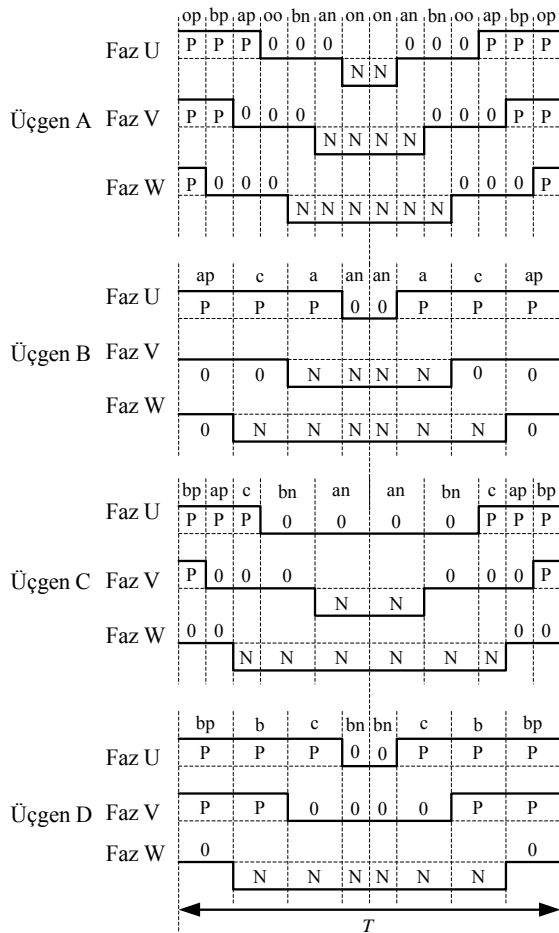 op bp ap oo bn an on on an bn oo ap bp op
Faz U P P P 0 0 0 N N 0 0 0 P P P
Üçgen A Faz V P P 0 0 0 N N N N 0 0 0 P P
Faz W P 0 0 0 N N N N N N 0 0 0 P
ap c a an an a c ap
Faz U P P P 0 0 P P P
Üçgen B Faz V 0 0 N N N N 0 0
Faz W 0 N N N N N N 0
bp ap c bn an an bn c ap bp
Faz U P P P 0 0 0 0 P P P
Üçgen C Faz V P 0 0 0 N N 0 0 0 P
Faz W 0 0 N N N N N N 0 0
bp b c bn bn c b bp
Faz U P P P 0 0 P P P
Üçgen D Faz V P P 0 0 0 0 P P
Faz W 0 N N N N N N 0
T